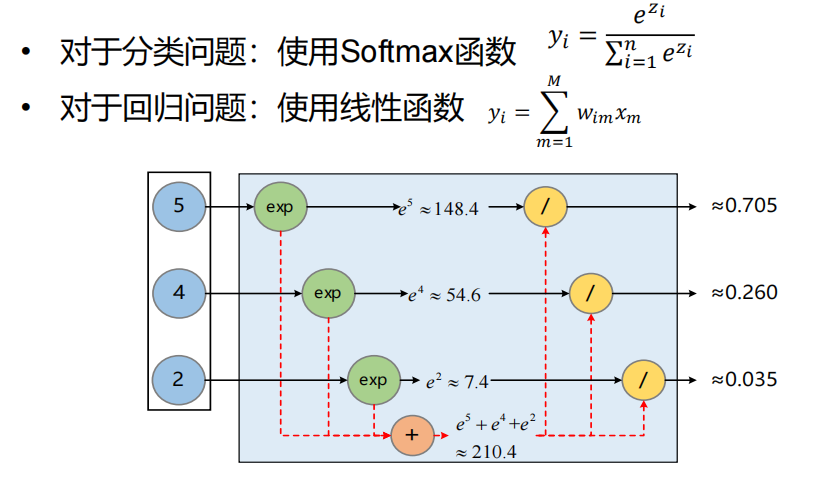 • 对于分类问题：使用Softmax函数 $y_i = \frac{e^{z_i}}{\sum_{i=1}^{n} e^{z_i}}$
• 对于回归问题：使用线性函数 $y_i = \sum_{m=1}^{M} w_{im} x_m$
5 exp $e^5 \approx 148.4$ / ≈0.705
4 exp $e^4 \approx 54.6$ / ≈0.260
2 exp $e^2 \approx 7.4$ / ≈0.035
+ $e^5 + e^4 + e^2$
$\approx 210.4$